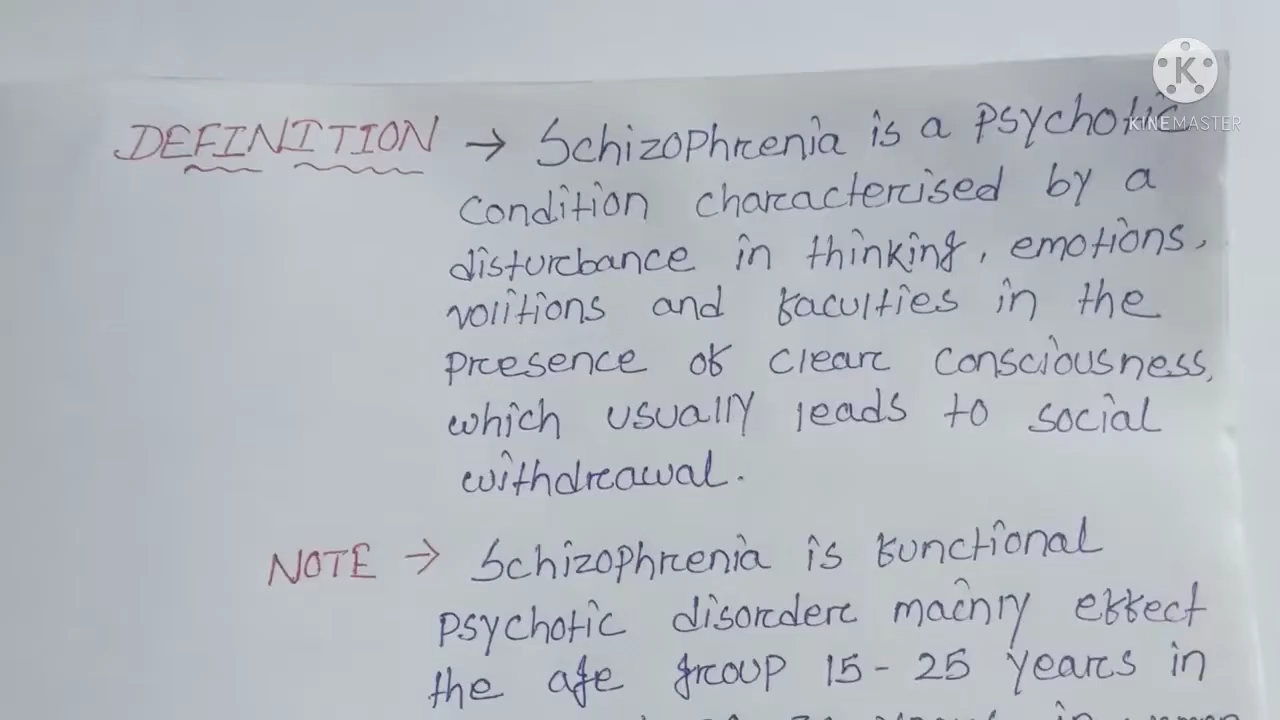 KINEMASTER
DEFINITION → Schizophrenia is a psychotic
condition characterised by a
disturbance in thinking, emotions,
volitions and faculties in the
presence of clear consciousness,
which usually leads to social
withdrawal.
NOTE → Schizophrenia is functional
psychotic disorder mainly effect
the age group 15-25 years in